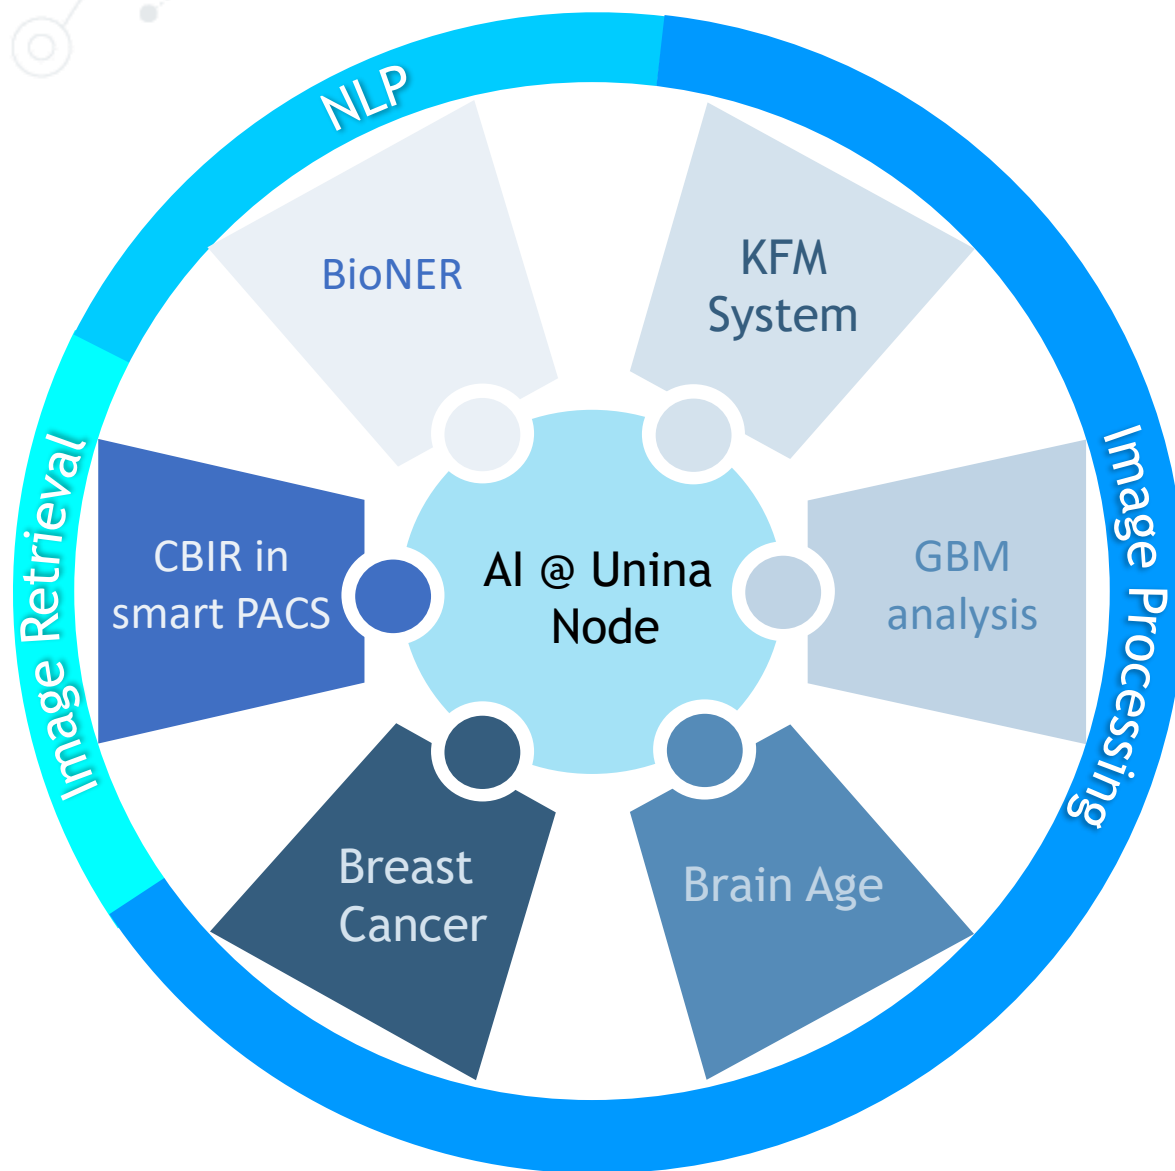 NLP
BioNER
KFM
System
Image Retrieval
CBIR in
smart PACS
AI @ Unina
Node
GBM
analysis
Image Processing
Breast
Cancer
Brain Age